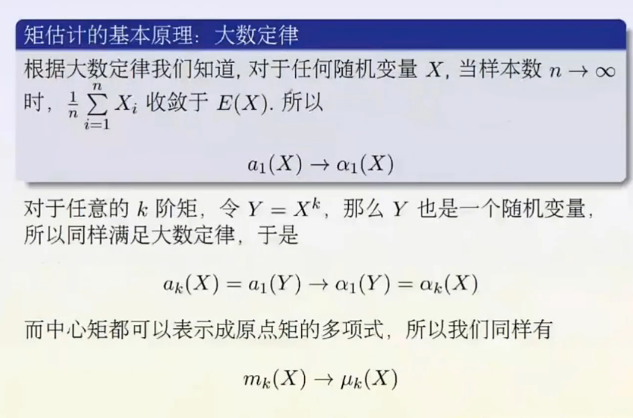 矩估计的基本原理：大数定律
根据大数定律我们知道, 对于任何随机变量 X, 当样本数 n → ∞
时，$\frac{1}{n}\sum_{i=1}^{n} X_i$ 收敛于 E(X). 所以
$a_1(X) \to \alpha_1(X)$
对于任意的 k 阶矩，令 $Y = X^k$，那么 Y 也是一个随机变量，
所以同样满足大数定律，于是
$a_k(X) = a_1(Y) \to \alpha_1(Y) = \alpha_k(X)$
而中心矩都可以表示成原点矩的多项式，所以我们同样有
$m_k(X) \to \mu_k(X)$